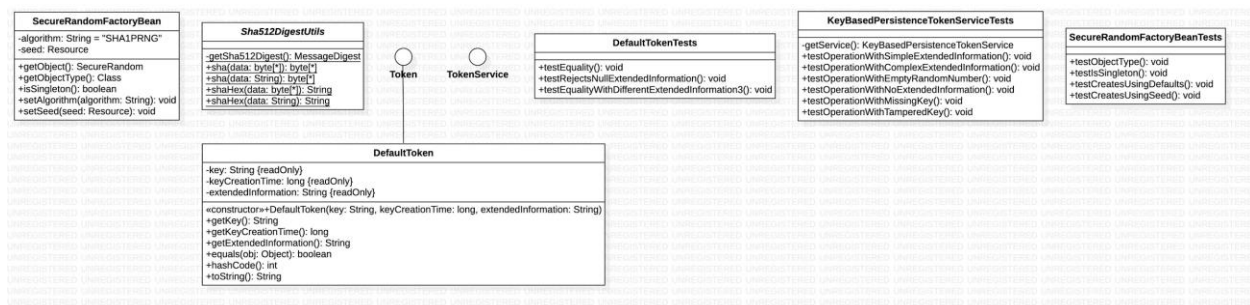 SecureRandomFactoryBean
-algorithm: String = "SHA1PRNG"
-seed: Resource
+getObject(): SecureRandom
+getObjectType(): Class
+isSingleton(): boolean
+setAlgorithm(algorithm: String): void
+setSeed(seed: Resource): void
Sha512DigestUtils
-getSha512Digest(): MessageDigest
+sha(data: byte[*]): byte[*]
+sha(data: String): byte[*]
+shaHex(data: byte[*]): String
+shaHex(data: String): String
Token
TokenService
DefaultTokenTests
+testEquality(): void
+testRejectsNullExtendedInformation(): void
+testEqualityWithDifferentExtendedInformation3(): void
KeyBasedPersistenceTokenServiceTests
-getService(): KeyBasedPersistenceTokenService
+testOperationWithSimpleExtendedInformation(): void
+testOperationWithComplexExtendedInformation(): void
+testOperationWithEmptyRandomNumber(): void
+testOperationWithNoExtendedInformation(): void
+testOperationWithMissingKey(): void
+testOperationWithTamperedKey(): void
SecureRandomFactoryBeanTests
+testObjectType(): void
+testIsSingleton(): void
+testCreatesUsingDefaults(): void
+testCreatesUsingSeed(): void
DefaultToken
-key: String {readOnly}
-keyCreationTime: long {readOnly}
-extendedInformation: String {readOnly}
«constructor»+DefaultToken(key: String, keyCreationTime: long, extendedInformation: String)
+getKey(): String
+getKeyCreationTime(): long
+getExtendedInformation(): String
+equals(obj: Object): boolean
+hashCode(): int
+toString(): String